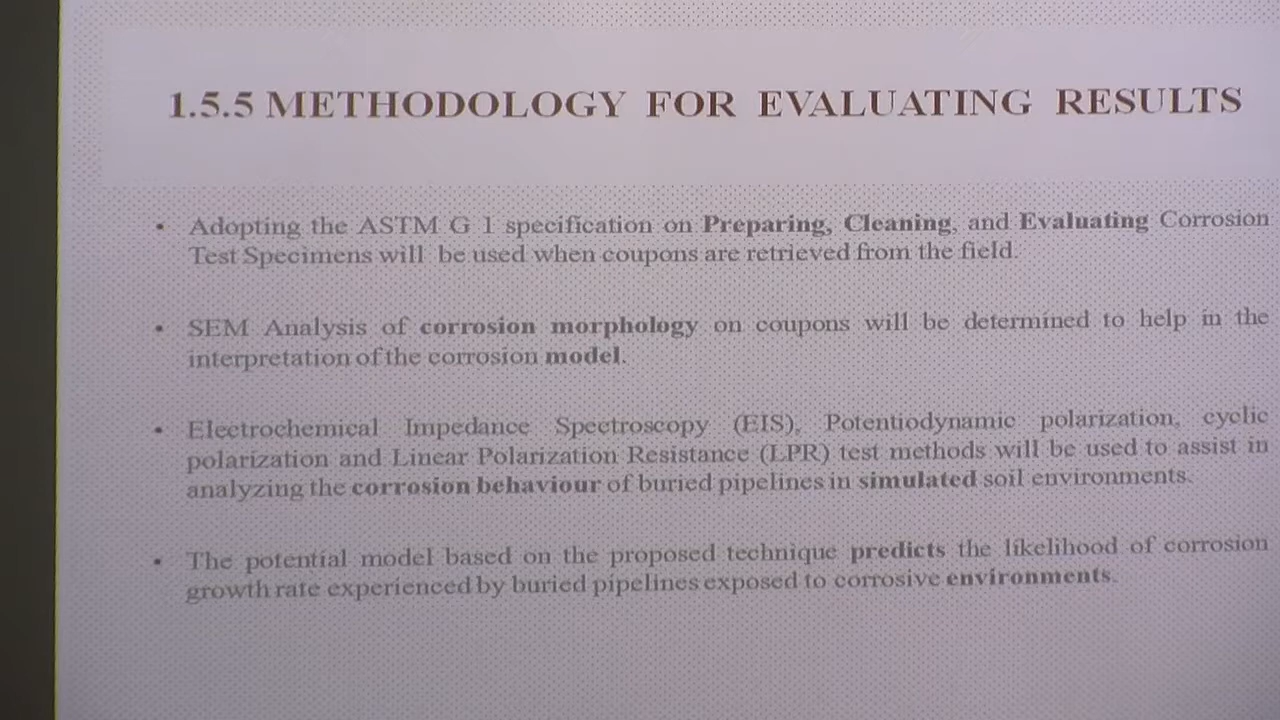 1.5.5 METHODOLOGY FOR EVALUATING RESULTS
• Adopting the ASTM G 1 specification on Preparing, Cleaning, and Evaluating Corrosion
Test Specimens will be used when coupons are retrieved from the field.
• SEM Analysis of corrosion morphology on coupons will be determined to help in the
interpretation of the corrosion model.
• Electrochemical Impedance Spectroscopy (EIS), Potentiodynamic polarization, cyclic
polarization and Linear Polarization Resistance (LPR) test methods will be used to assist in
analyzing the corrosion behaviour of buried pipelines in simulated soil environments.
• The potential model based on the proposed technique predicts the likelihood of corrosion
growth rate experienced by buried pipelines exposed to corrosive environments.